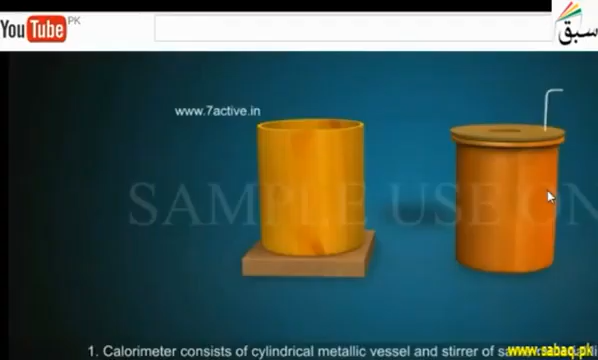 YouTube PK
سبق
www.7active.in
SAMPLE USE ON
1. Calorimeter consists of cylindrical metallic vessel and stirrer of
www.sabaq.pk